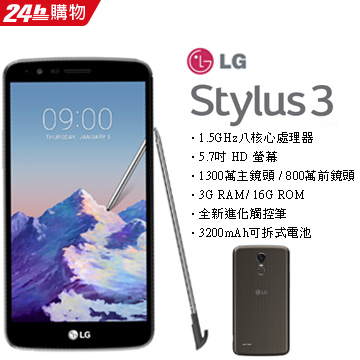 24h購物
LG
Stylus 3
· 1.5GHz八核心處理器
· 5.7吋 HD 螢幕
· 1300萬主鏡頭 / 800萬前鏡頭
· 3G RAM/ 16G ROM
· 全新進化觸控筆
· 3200mAh可拆式電池
09:00
THURSDAY, JANUARY 5
LG
LG